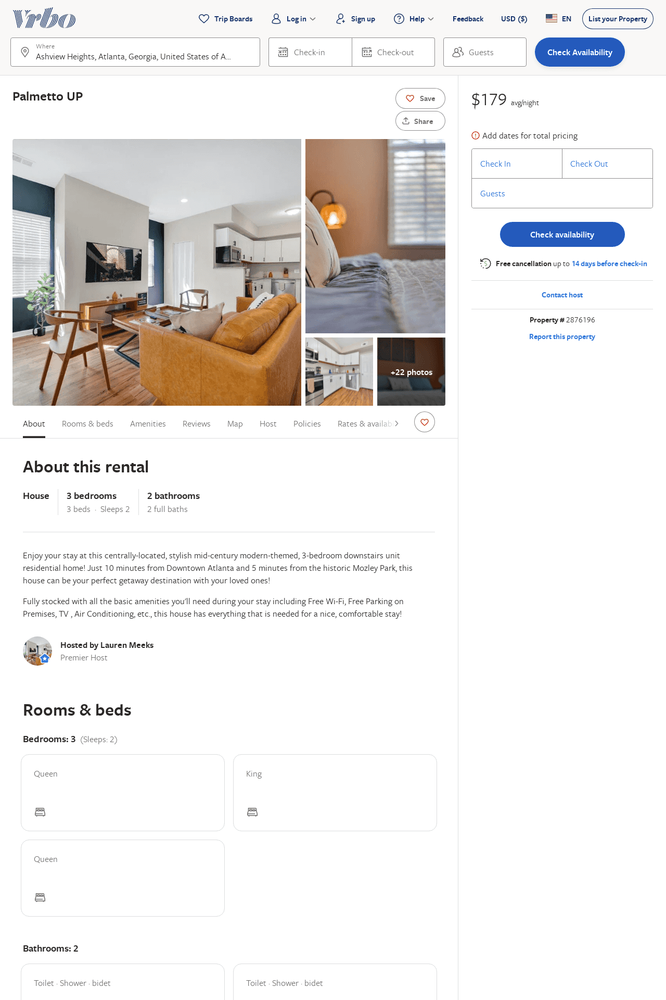 Vrbo
Trip Boards
Log in
Sign up
Help
Feedback
USD ($)
EN
List your Property
Where
Ashview Heights, Atlanta, Georgia, United States of A...
Check-in
Check-out
Guests
Check Availability
Palmetto UP
Save
Share
+22 photos
$179 avg/night
Add dates for total pricing
Check In
Check Out
Guests
Check availability
Free cancellation up to 14 days before check-in
Contact host
Property # 2876196
Report this property
About
Rooms & beds
Amenities
Reviews
Map
Host
Policies
Rates & availab
About this rental
House
3 bedrooms
3 beds · Sleeps 2
2 bathrooms
2 full baths
Enjoy your stay at this centrally-located, stylish mid-century modern-themed, 3-bedroom downstairs unit
residential home! Just 10 minutes from Downtown Atlanta and 5 minutes from the historic Mozley Park, this
house can be your perfect getaway destination with your loved ones!
Fully stocked with all the basic amenities you'll need during your stay including Free Wi-Fi, Free Parking on
Premises, TV , Air Conditioning, etc., this house has everything that is needed for a nice, comfortable stay!
Hosted by Lauren Meeks
Premier Host
Rooms & beds
Bedrooms: 3 (Sleeps: 2)
Queen
King
Queen
Bathrooms: 2
Toilet · Shower · bidet
Toilet · Shower · bidet